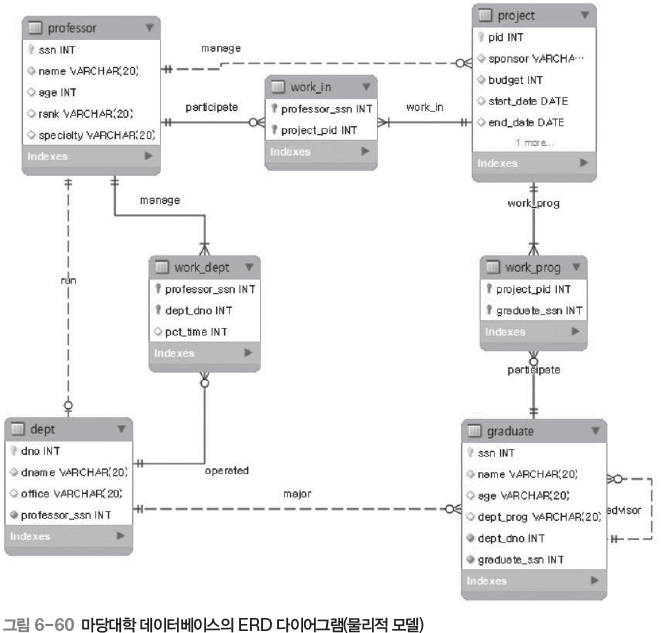 professor
ssn INT
name VARCHAR(20)
age INT
rank VARCHAR(20)
specialty VARCHAR(20)
Indexes
manage
project
pid INT
sponsor VARCHA···
budget INT
start_date DATE
end_date DATE
1 more...
Indexes
participate
work_in
professor_ssn INT
project_pid INT
Indexes
work_in
manage
work_prog
run
work_dept
professor_ssn INT
dept_dno INT
pct_time INT
Indexes
work_prog
project_pid INT
graduate_ssn INT
Indexes
participate
dept
dno INT
dname VARCHAR(20)
office VARCHAR(20)
professor_ssn INT
Indexes
operated
major
graduate
ssn INT
name VARCHAR(20)
age VARCHAR(20)
dept_prog VARCHAR(20)
dept_dno INT
graduate_ssn INT
Indexes
advisor
그림 6-60 마당대학 데이터베이스의 ERD 다이어그램(물리적 모델)